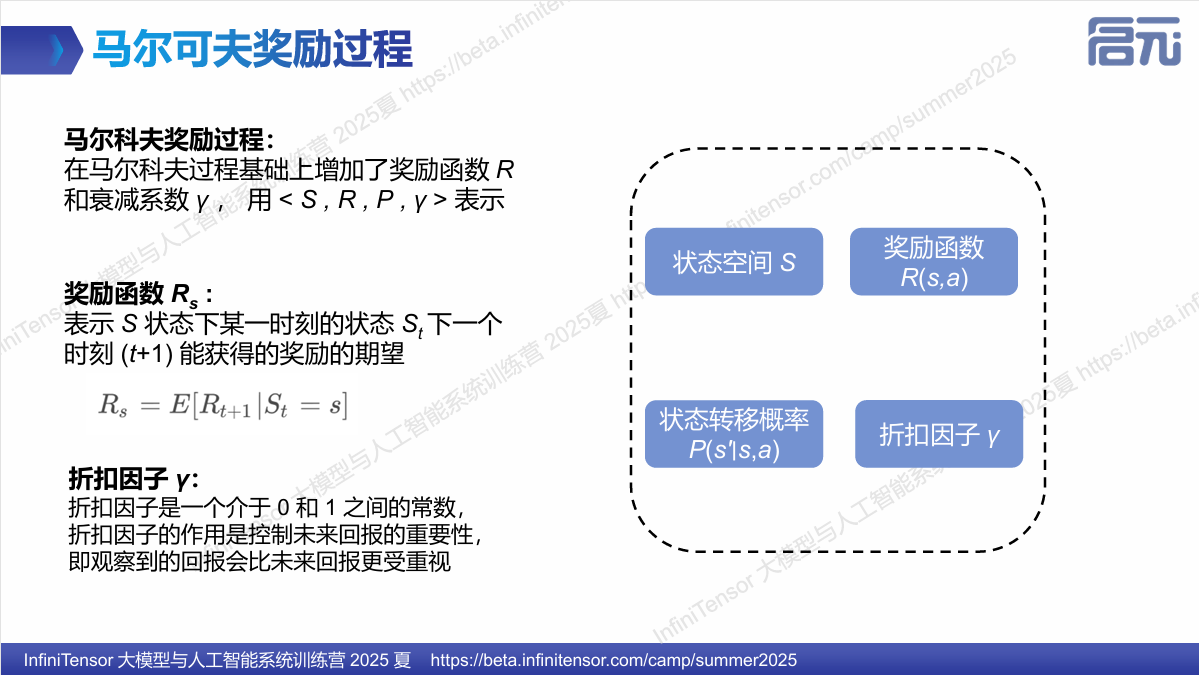 马尔可夫奖励过程
启元
马尔科夫奖励过程：
在马尔科夫过程基础上增加了奖励函数 R
和衰减系数 γ ， 用 < S , R , P , γ > 表示
奖励函数 Rs :
表示 S 状态下某一时刻的状态 St 下一个
时刻 (t+1) 能获得的奖励的期望
Rs = E[Rt+1|St = s]
折扣因子 γ：
折扣因子是一个介于 0 和 1 之间的常数，
折扣因子的作用是控制未来回报的重要性，
即观察到的回报会比未来回报更受重视
状态空间 S
奖励函数
R(s,a)
状态转移概率
P(s'|s,a)
折扣因子 γ
InfiniTensor 大模型与人工智能系统训练营 2025夏 https://beta.infinitensor.com/camp/summer2025
InfiniTensor 大模型与人工智能系统训练营 2025 夏 https://beta.infinitensor.com/camp/summer2025